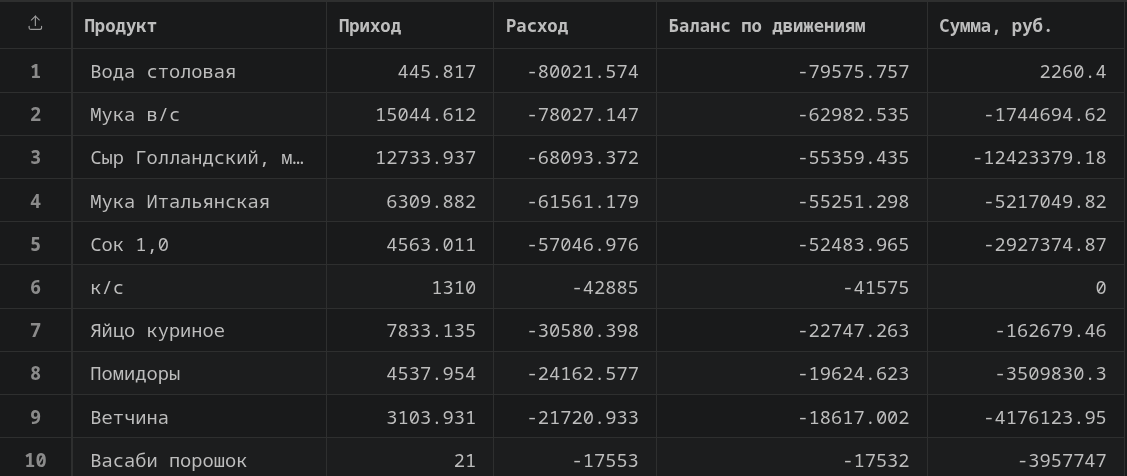 Продукт Приход Расход Баланс по движениям Сумма, руб.
1 Вода столовая 445.817 -80021.574 -79575.757 2260.4
2 Мука в/с 15044.612 -78027.147 -62982.535 -1744694.62
3 Сыр Голландский, м… 12733.937 -68093.372 -55359.435 -12423379.18
4 Мука Итальянская 6309.882 -61561.179 -55251.298 -5217049.82
5 Сок 1,0 4563.011 -57046.976 -52483.965 -2927374.87
6 к/с 1310 -42885 -41575 0
7 Яйцо куриное 7833.135 -30580.398 -22747.263 -162679.46
8 Помидоры 4537.954 -24162.577 -19624.623 -3509830.3
9 Ветчина 3103.931 -21720.933 -18617.002 -4176123.95
10 Васаби порошок 21 -17553 -17532 -3957747